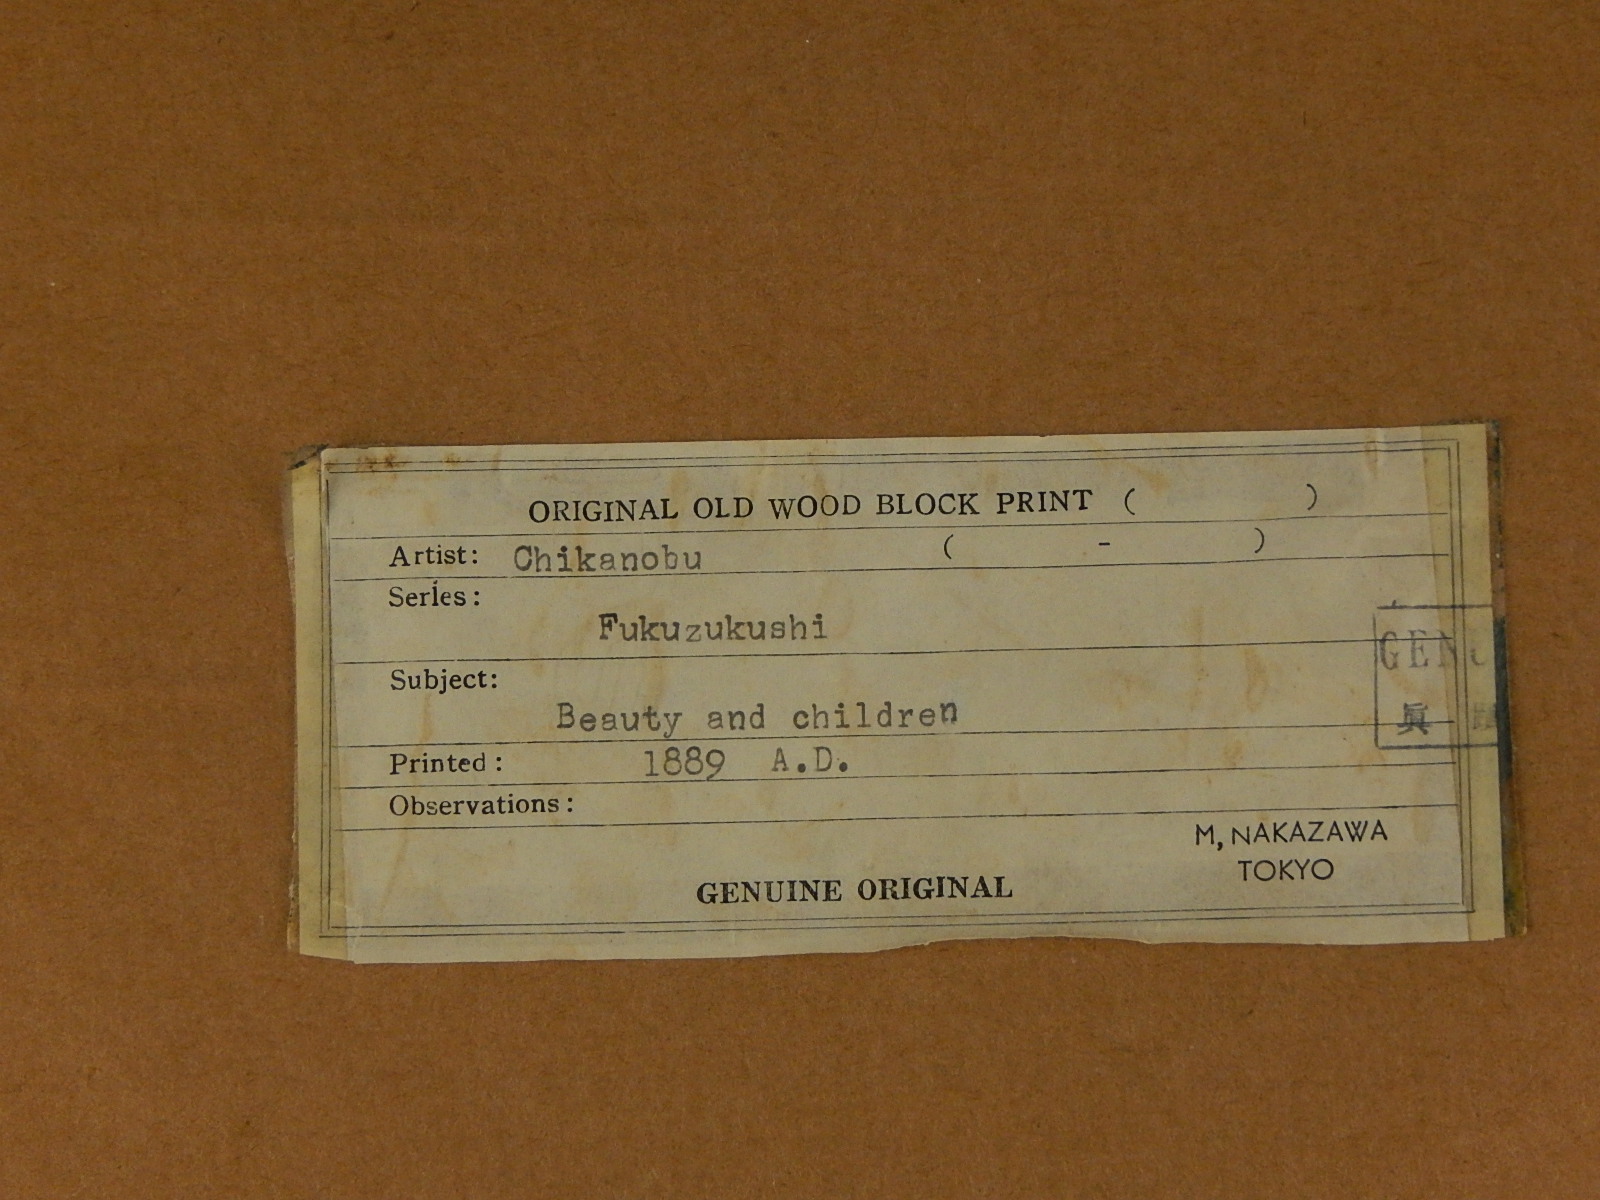 ORIGINAL OLD WOOD BLOCK PRINT ( )
Artist: Chikanobu ( - )
Series:
Fukuzukushi
Subject:
Beauty and children
Printed: 1889 A.D.
Observations:
M, NAKAZAWA
TOKYO
GENUINE ORIGINAL
眞